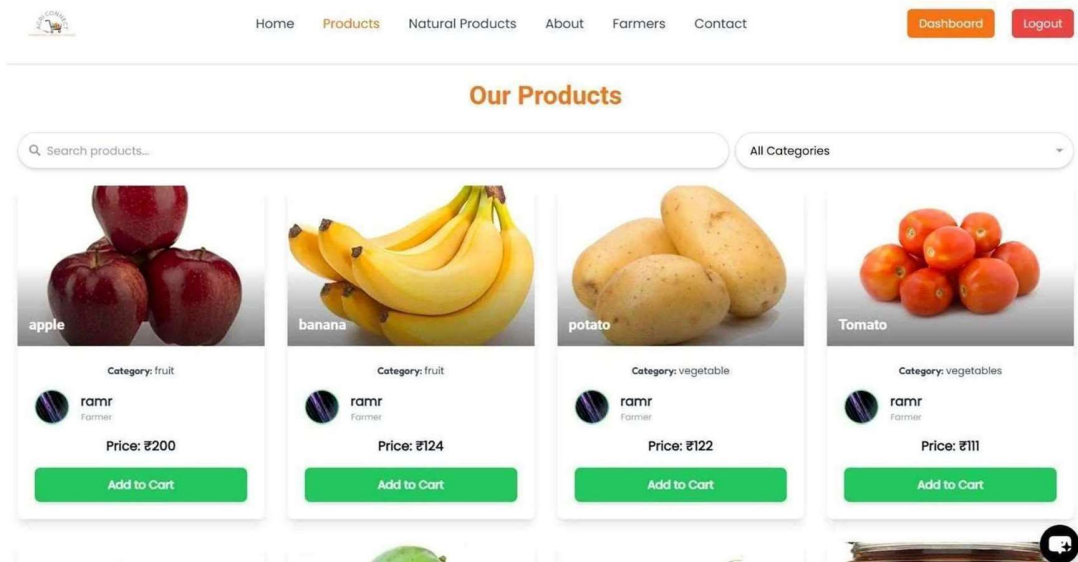 AGRI CONNECT
Home Products Natural Products About Farmers Contact Dashboard Logout
Our Products
Search products...
All Categories
apple
banana
potato
Tomato
Category: fruit
Category: fruit
Category: vegetable
Category: vegetables
ramr
Farmer
ramr
Farmer
ramr
Farmer
ramr
Farmer
Price: ₹200
Price: ₹124
Price: ₹122
Price: ₹111
Add to Cart
Add to Cart
Add to Cart
Add to Cart